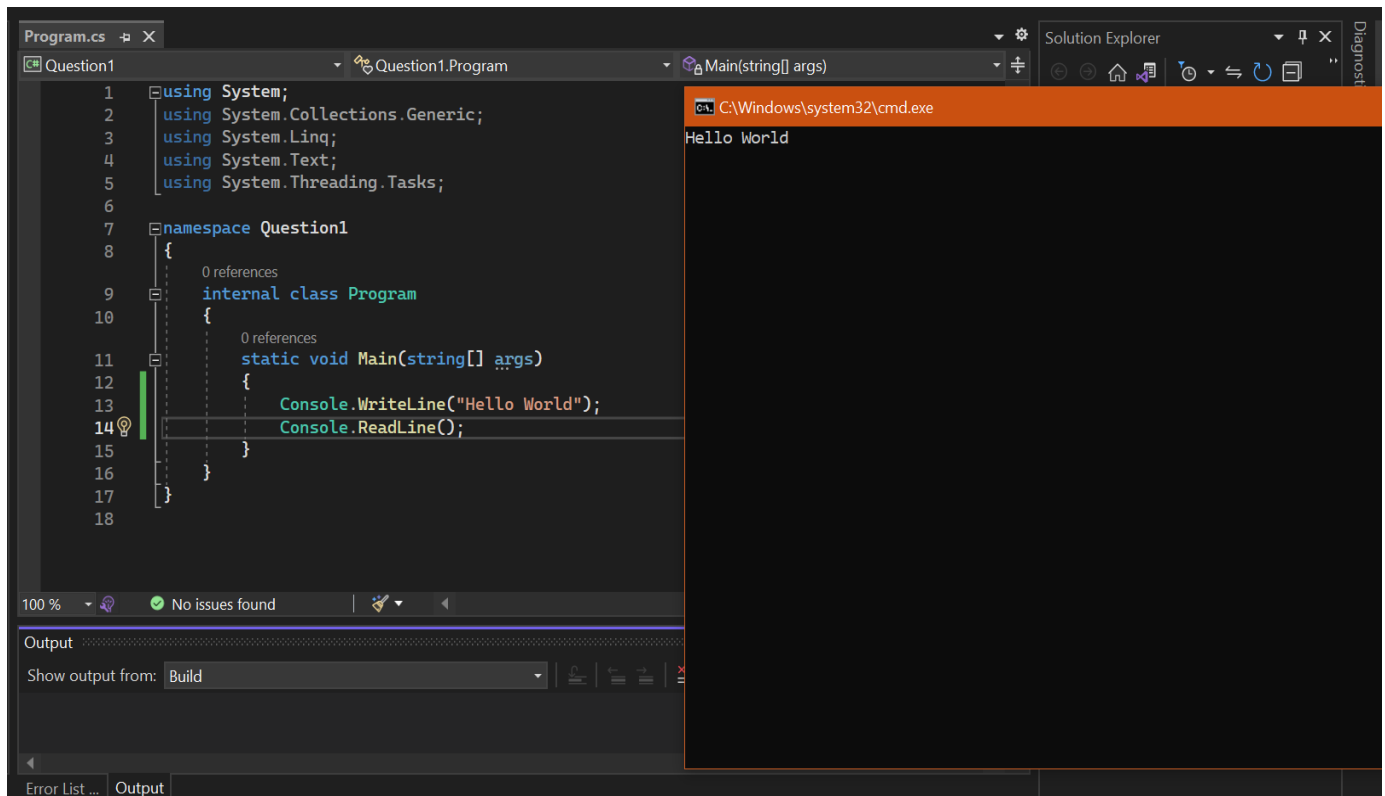 Program.cs
Question1
Question1.Program
Main(string[] args)
Solution Explorer
Diagnosti
1 using System;
2 using System.Collections.Generic;
3 using System.Linq;
4 using System.Text;
5 using System.Threading.Tasks;
6
7 namespace Question1
8 {
0 references
9 internal class Program
10 {
0 references
11 static void Main(string[] args)
12 {
13 Console.WriteLine("Hello World");
14 Console.ReadLine();
15 }
16 }
17 }
18
100 %
No issues found
Output
Show output from: Build
Error List ...
Output
C:\Windows\system32\cmd.exe
Hello World